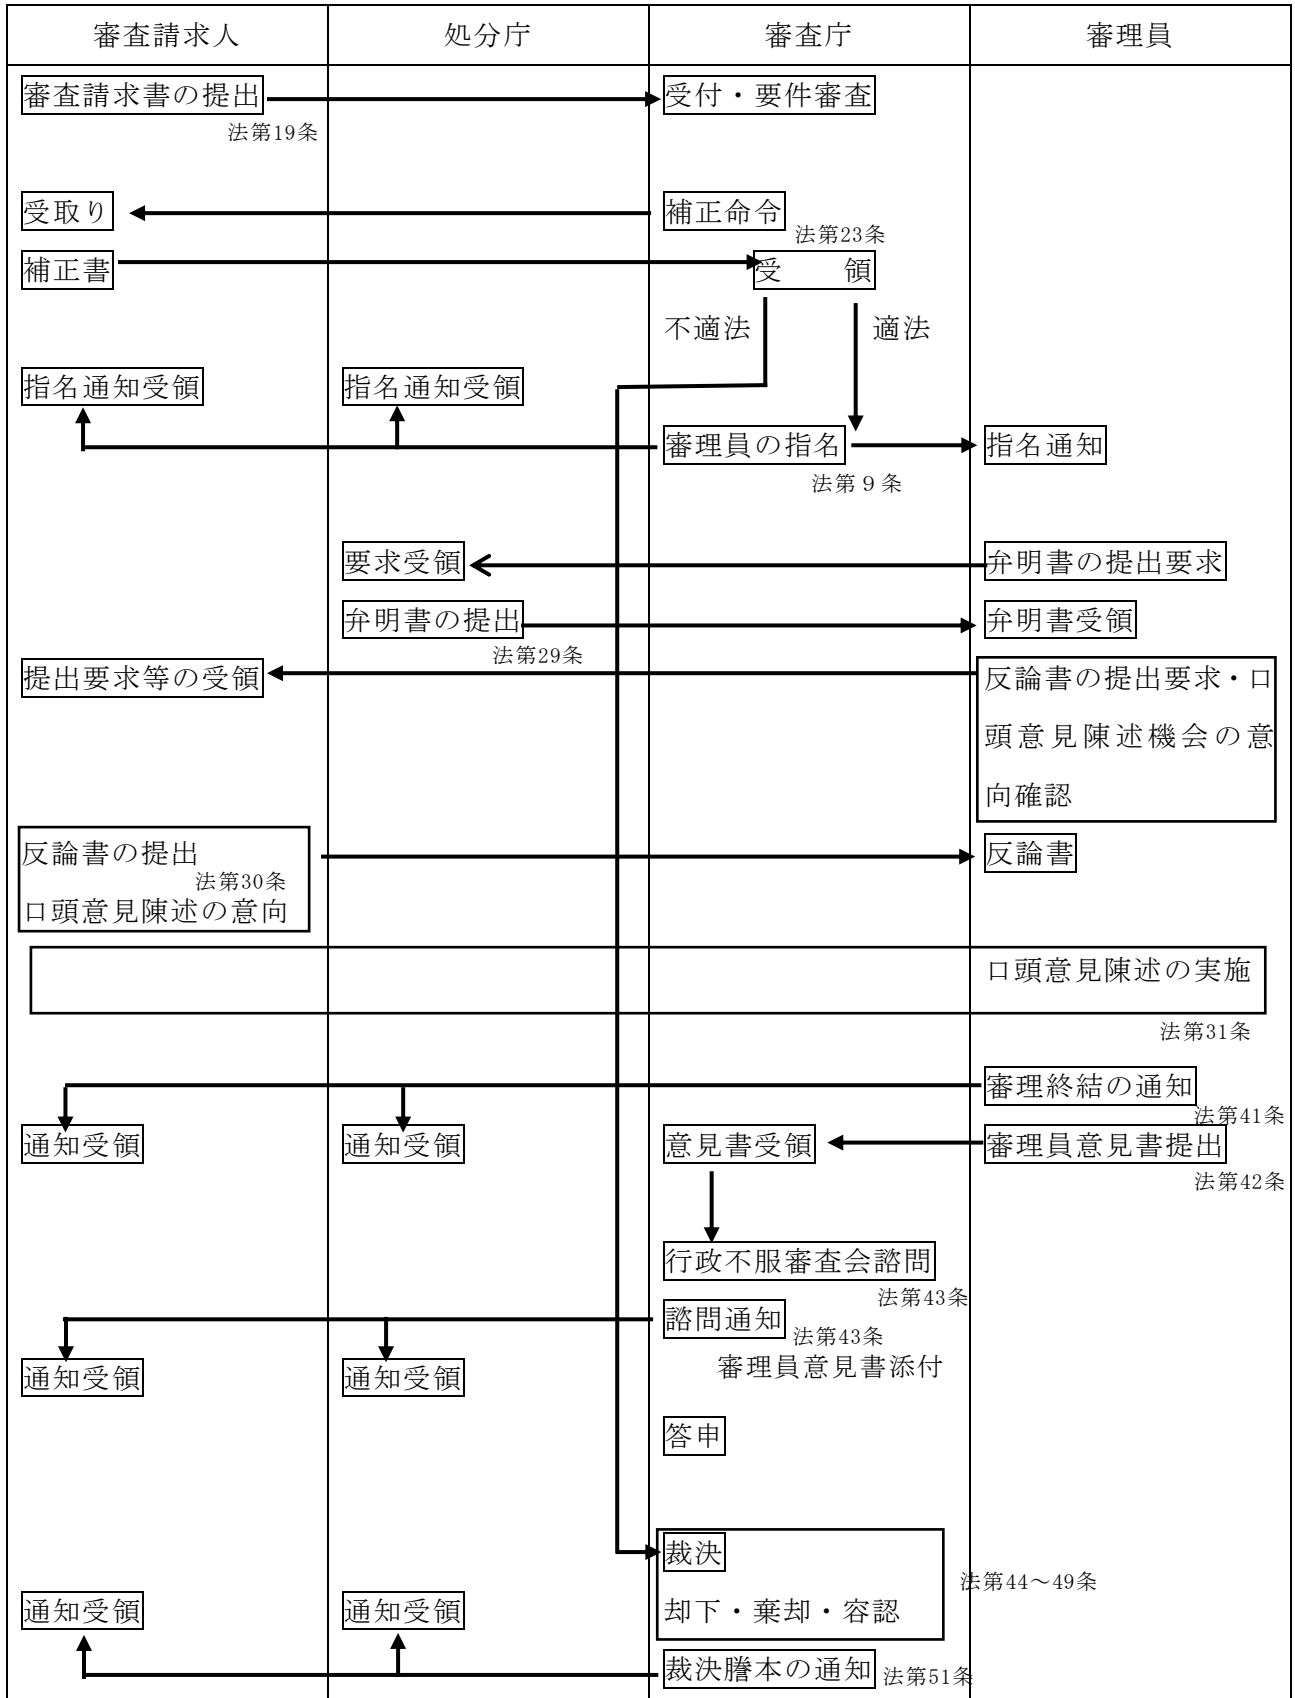 審査請求人 処分庁 審査庁 審理員
審査請求書の提出 受付・要件審査
法第19条
受取り 補正命令
法第23条
補正書 受　　領
不適法 適法
指名通知受領 指名通知受領
審理員の指名 指名通知
法第９条
要求受領 弁明書の提出要求
弁明書の提出 弁明書受領
法第29条
提出要求等の受領 反論書の提出要求・口
頭意見陳述機会の意
向確認
反論書の提出 反論書
法第30条
口頭意見陳述の意向
口頭意見陳述の実施
法第31条
審理終結の通知
法第41条
通知受領 通知受領 意見書受領 審理員意見書提出
法第42条
行政不服審査会諮問
法第43条
諮問通知
法第43条
審理員意見書添付
通知受領 通知受領
答申
裁決
法第44～49条
通知受領 通知受領 却下・棄却・容認
裁決謄本の通知 法第51条